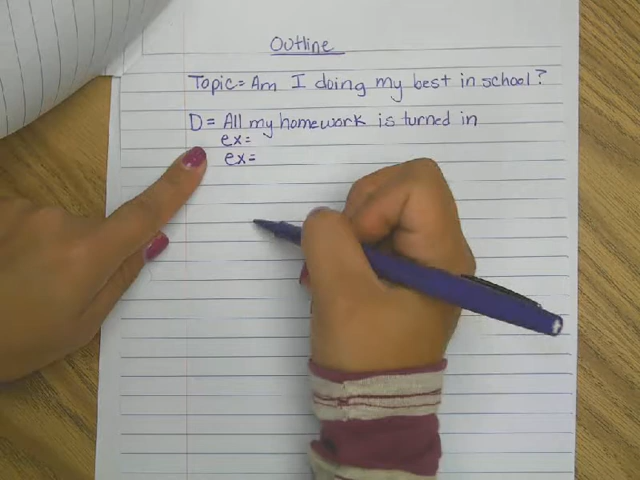 Outline
Topic= Am I doing my best in school?
D= All my homework is turned in
ex=
ex=